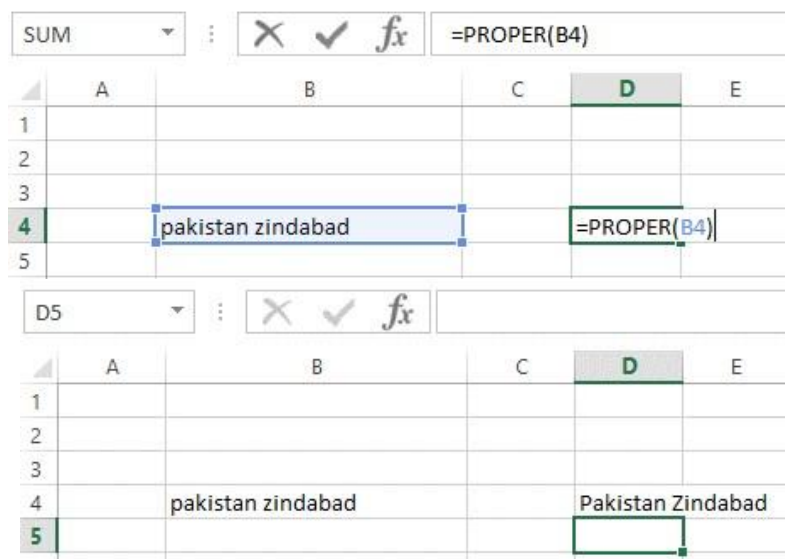 SUM fx =PROPER(B4)
A B C D E
1
2
3
4 pakistan zindabad =PROPER(B4)
5
D5 fx
A B C D E
1
2
3
4 pakistan zindabad Pakistan Zindabad
5